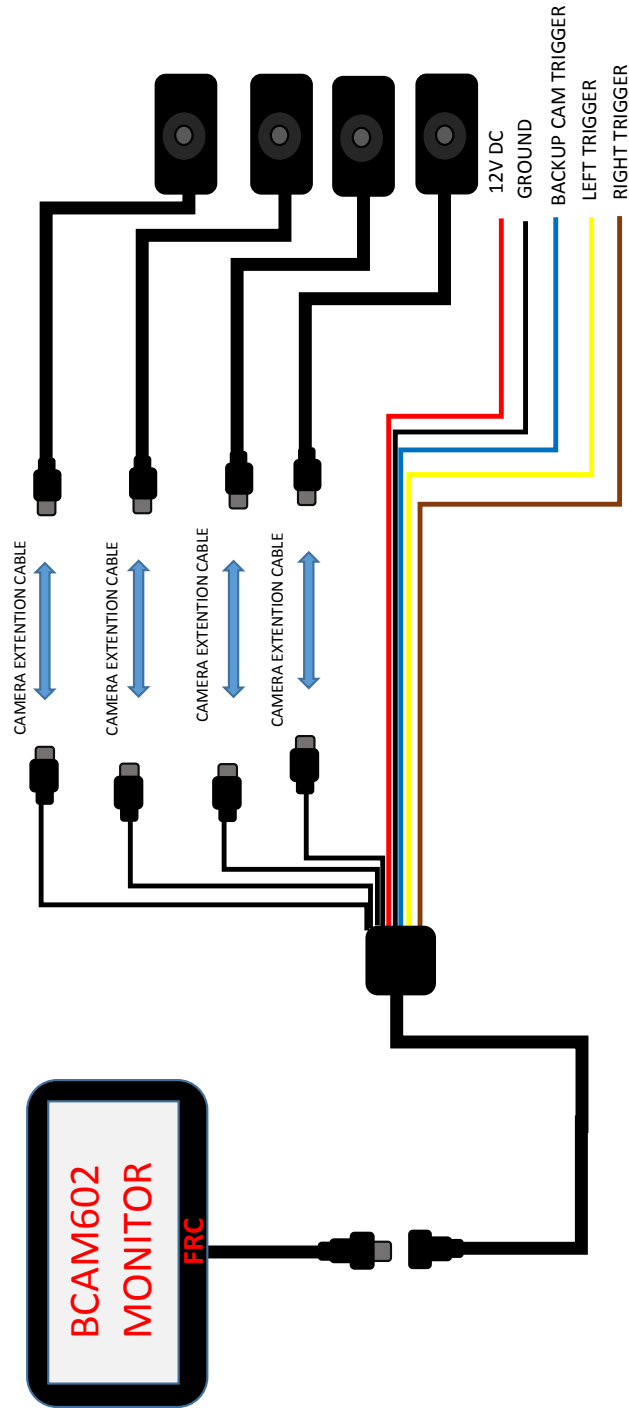 CAMERA EXTENTION CABLE
CAMERA EXTENTION CABLE
CAMERA EXTENTION CABLE
CAMERA EXTENTION CABLE
12V DC
GROUND
BACKUP CAM TRIGGER
LEFT TRIGGER
RIGHT TRIGGER
BCAM602
MONITOR
FRC